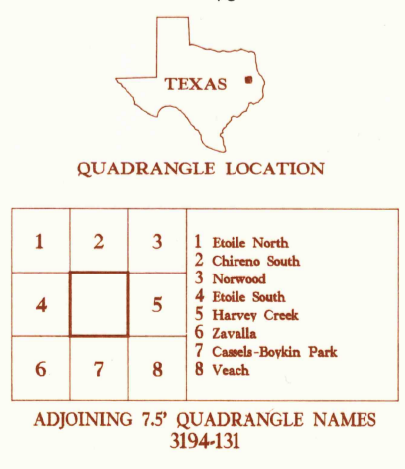 TEXAS
QUADRANGLE LOCATION
1 2 3
4 5
6 7 8
1 Etoile North
2 Chireno South
3 Norwood
4 Etoile South
5 Harvey Creek
6 Zavalla
7 Cassels-Boykin Park
8 Veach
ADJOINING 7.5' QUADRANGLE NAMES
3194-131